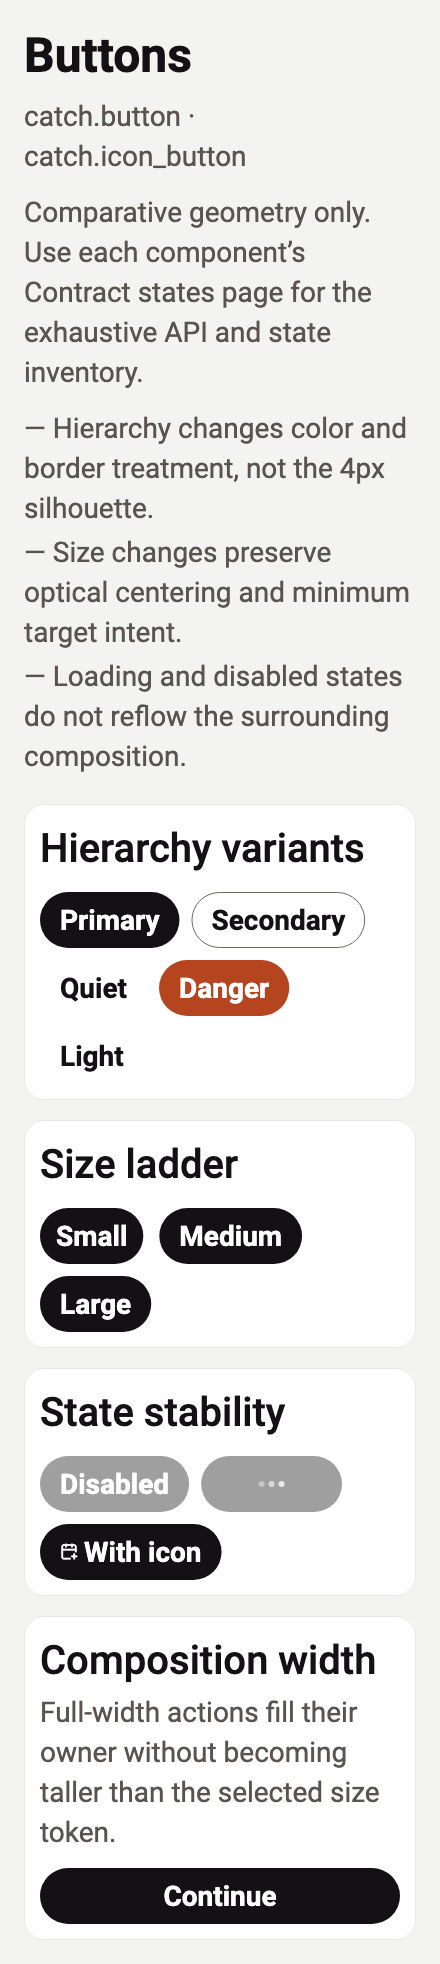 Buttons
catch.button ·
catch.icon_button
Comparative geometry only.
Use each component’s
Contract states page for the
exhaustive API and state
inventory.
— Hierarchy changes color and
border treatment, not the 4px
silhouette.
— Size changes preserve
optical centering and minimum
target intent.
— Loading and disabled states
do not reflow the surrounding
composition.
Hierarchy variants
Primary Secondary
Quiet Danger
Light
Size ladder
Small Medium
Large
State stability
Disabled
With icon
Composition width
Full-width actions fill their
owner without becoming
taller than the selected size
token.
Continue